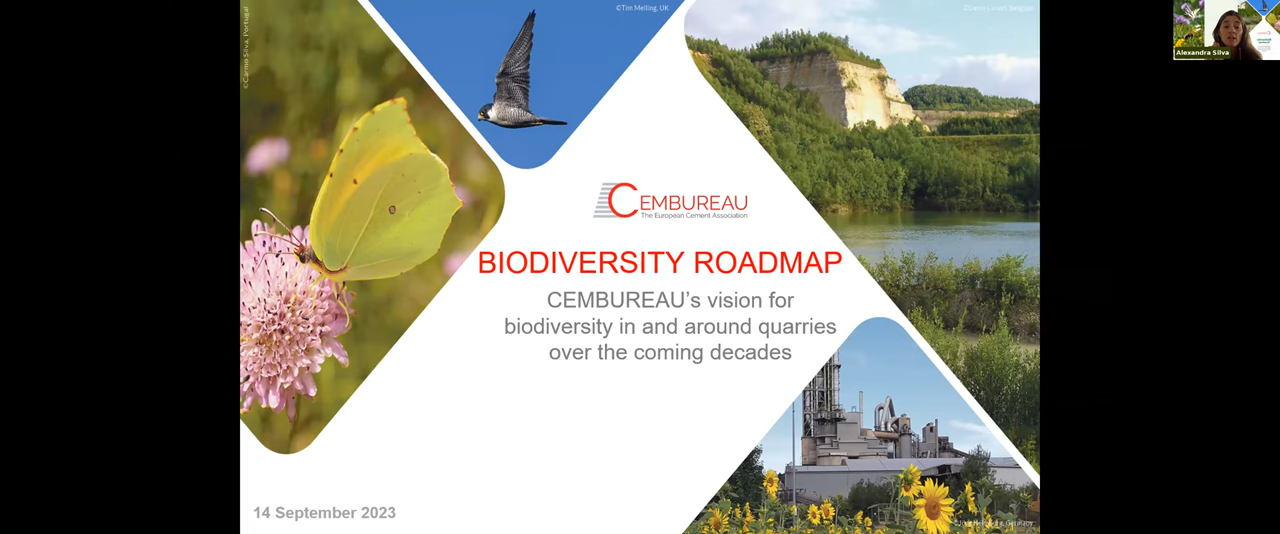 ©Carmo Silva, Portugal
©Tim Melling, UK
Alexandra Silva
CEMBUREAU
The European Cement Association
BIODIVERSITY ROADMAP
CEMBUREAU's vision for
biodiversity in and around quarries
over the coming decades
14 September 2023
Germany